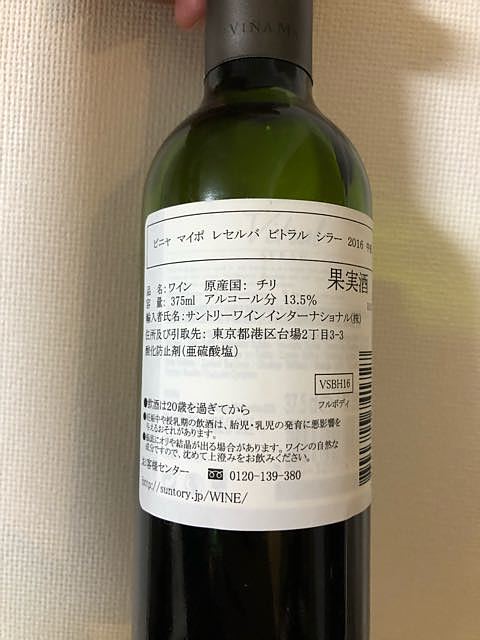 VIÑAM
ビニャ マイポ レセルバ ビトラル シラー 2016
品 名:ワイン 原産国: チリ
果実酒
容 量: 375ml アルコール分 13.5%
輸入者氏名:サントリーワインインターナショナル(株)
住所及び引取先: 東京都港区台場2丁目3-3
酸化防止剤(亜硫酸塩)
VSBH16
フルボディ
●飲酒は20歳を過ぎてから
●妊娠中や授乳期の飲酒は、胎児・乳児の発育に悪影響を
与えるおそれがあります。
●瓶底にオリや結晶が出る場合があります。ワインの自然な
成分ですので、沈めて上澄みをお飲みください。
お客様センター 0120-139-380
http://suntory.jp/WINE/